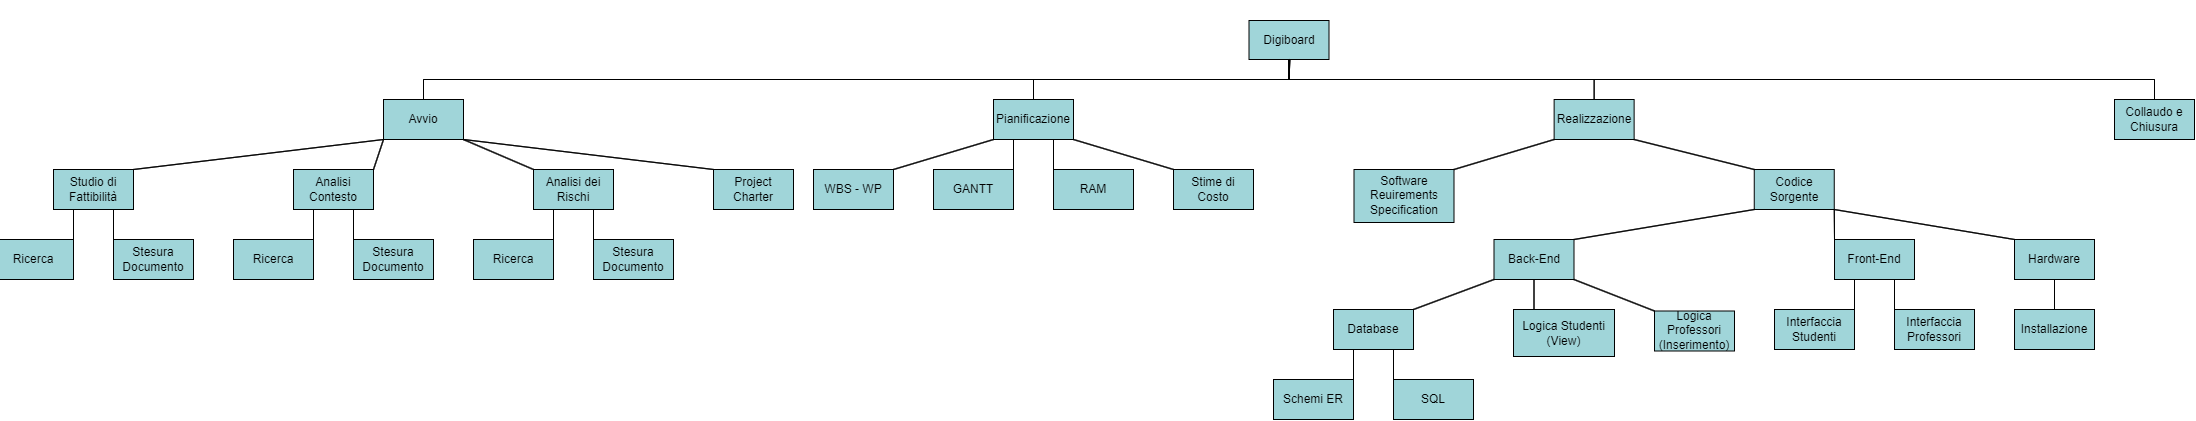 Digiboard
Avvio
Pianificazione
Realizzazione
Collaudo e
Chiusura
Studio di
Fattibilità
Analisi
Contesto
Analisi dei
Rischi
Project
Charter
WBS - WP
GANTT
RAM
Stime di
Costo
Software
Reuirements
Specification
Codice
Sorgente
Ricerca
Stesura
Documento
Ricerca
Stesura
Documento
Ricerca
Stesura
Documento
Back-End
Front-End
Hardware
Database
Logica Studenti
(View)
Logica
Professori
(Inserimento)
Interfaccia
Studenti
Interfaccia
Professori
Installazione
Schemi ER
SQL